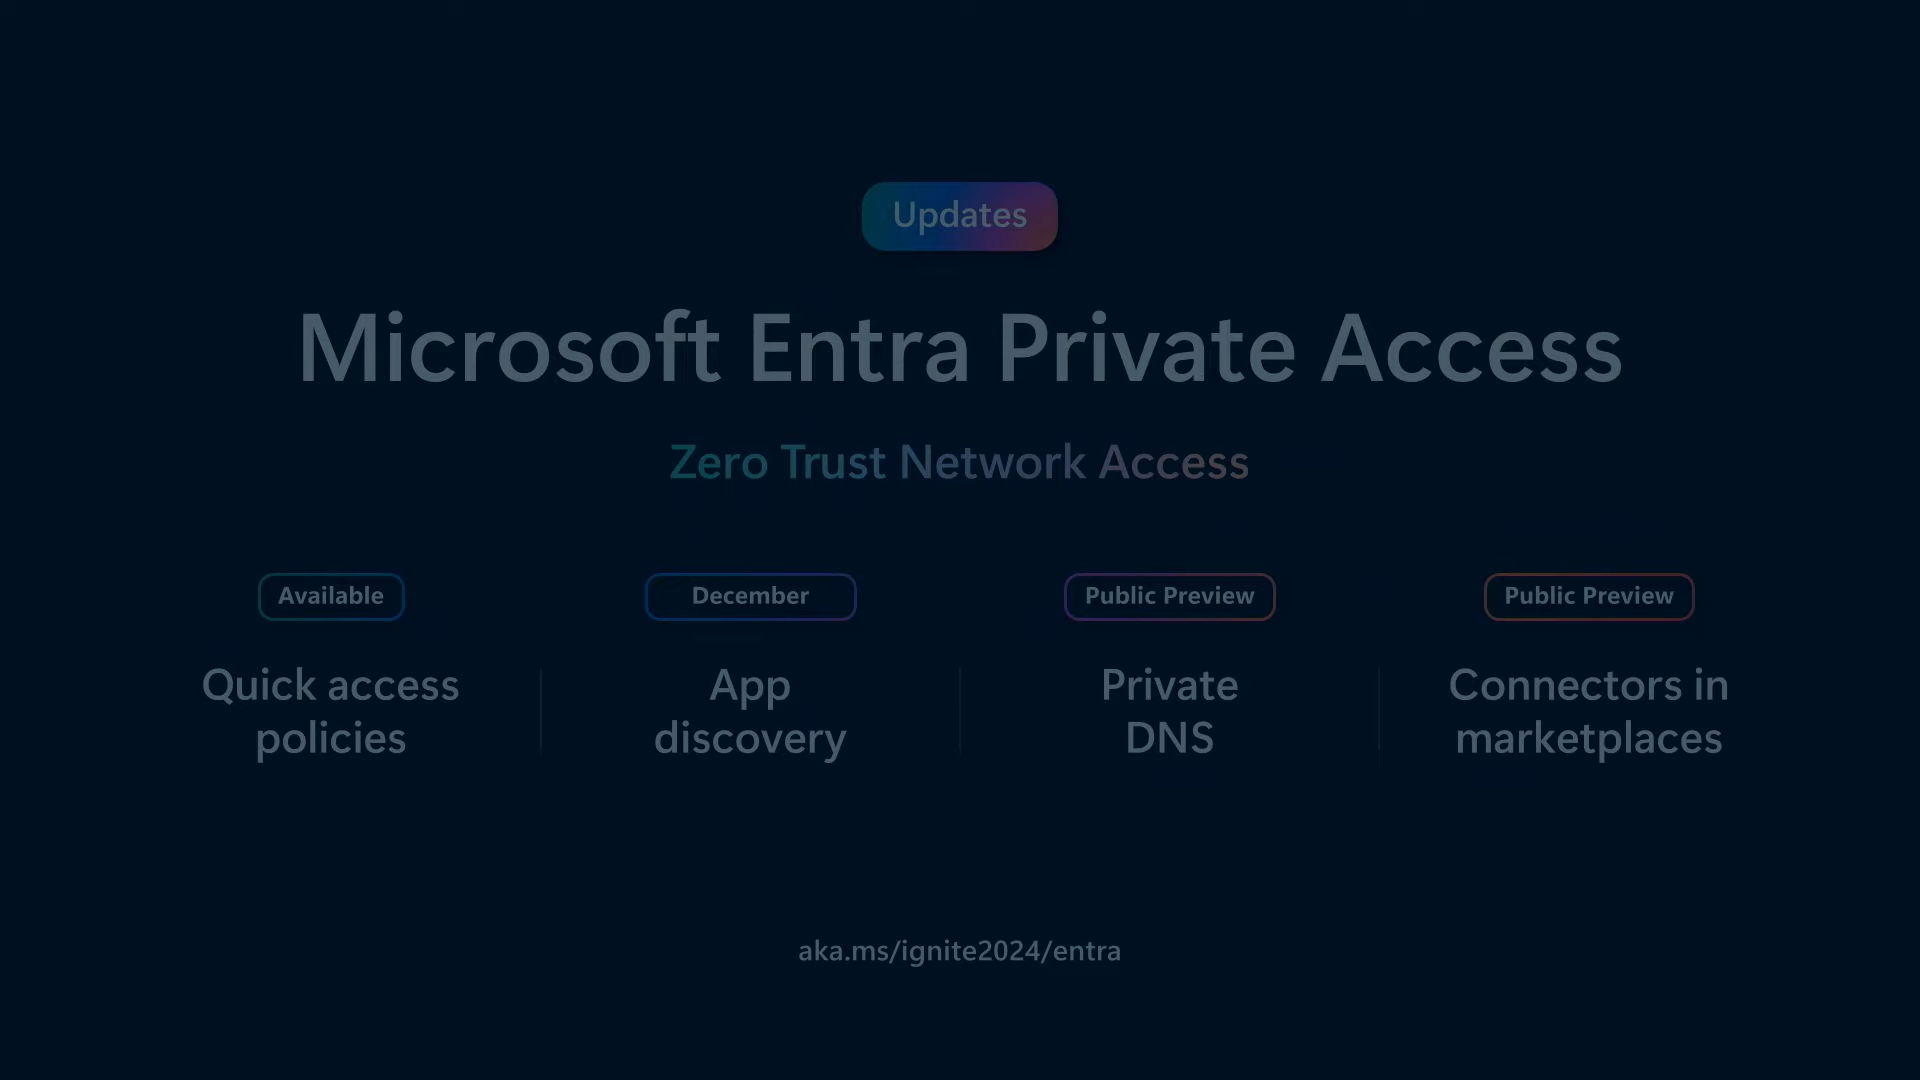 Updates
Microsoft Entra Private Access
Zero Trust Network Access
Available
Quick access
policies
December
App
discovery
Public Preview
Private
DNS
Public Preview
Connectors in
marketplaces
aka.ms/ignite2024/entra